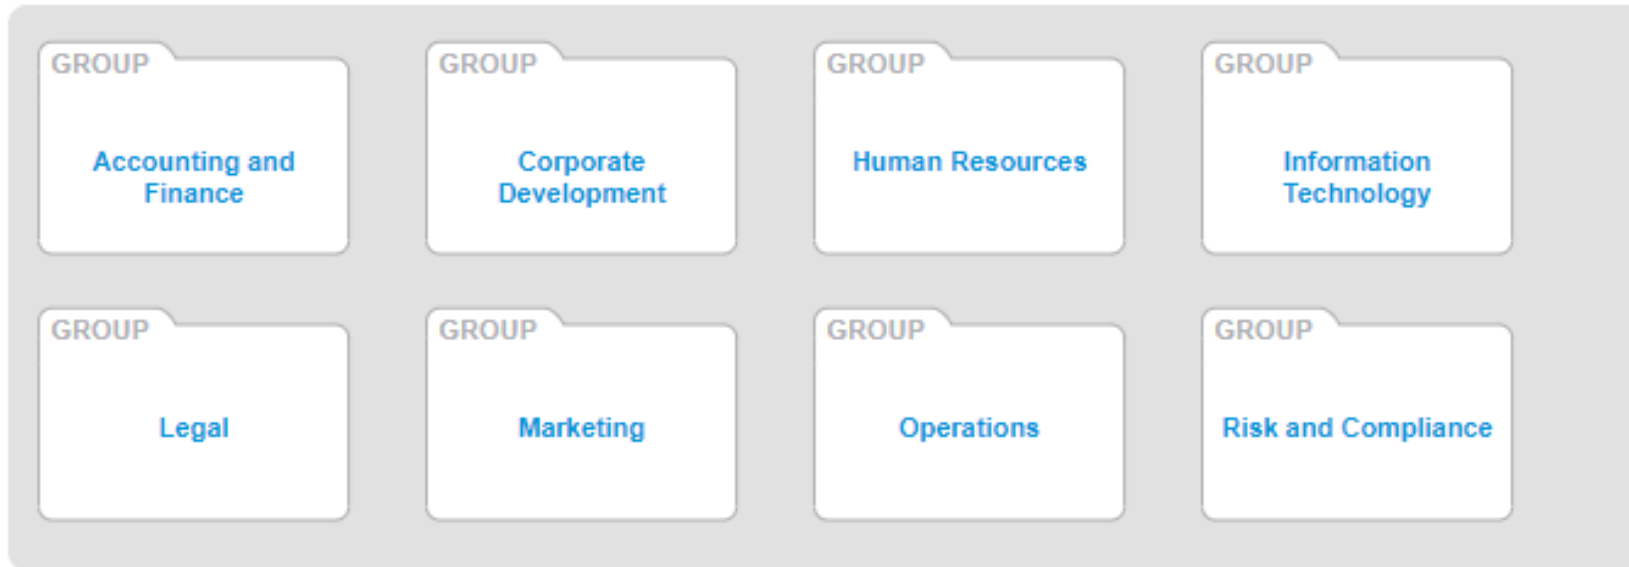 GROUP
Accounting and
Finance
GROUP
Corporate
Development
GROUP
Human Resources
GROUP
Information
Technology
GROUP
Legal
GROUP
Marketing
GROUP
Operations
GROUP
Risk and Compliance